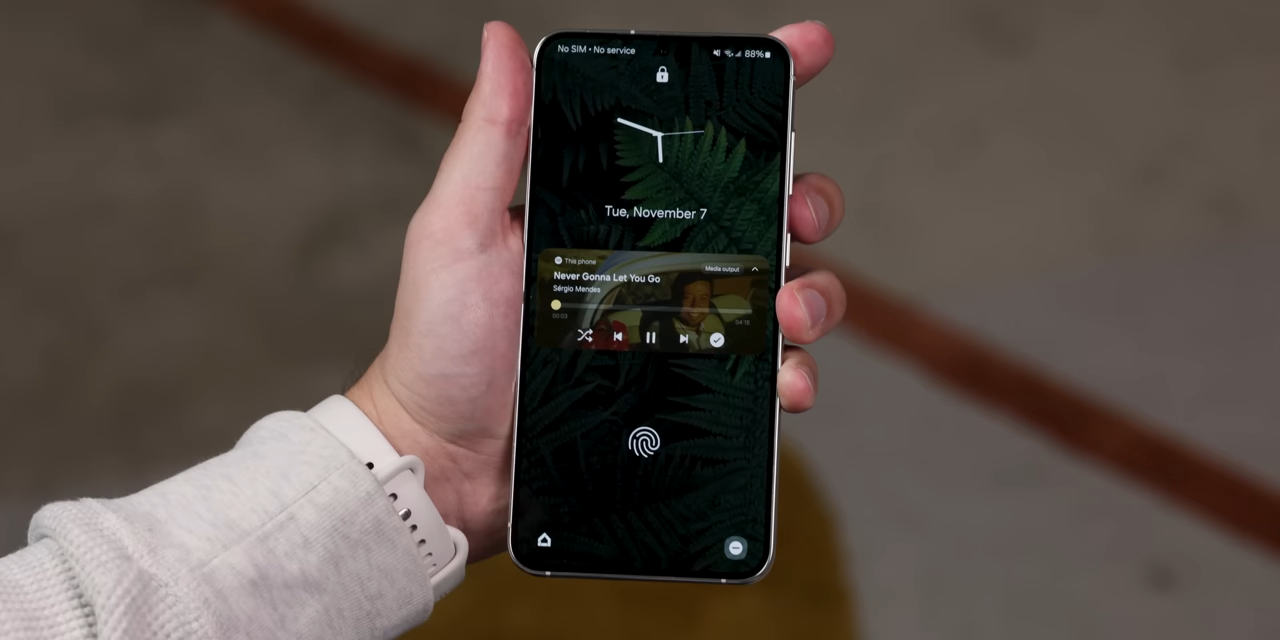 No SIM • No service 88%
Tue, November 7
This phone
Media output
Never Gonna Let You Go
Sérgio Mendes
00:03 04:15